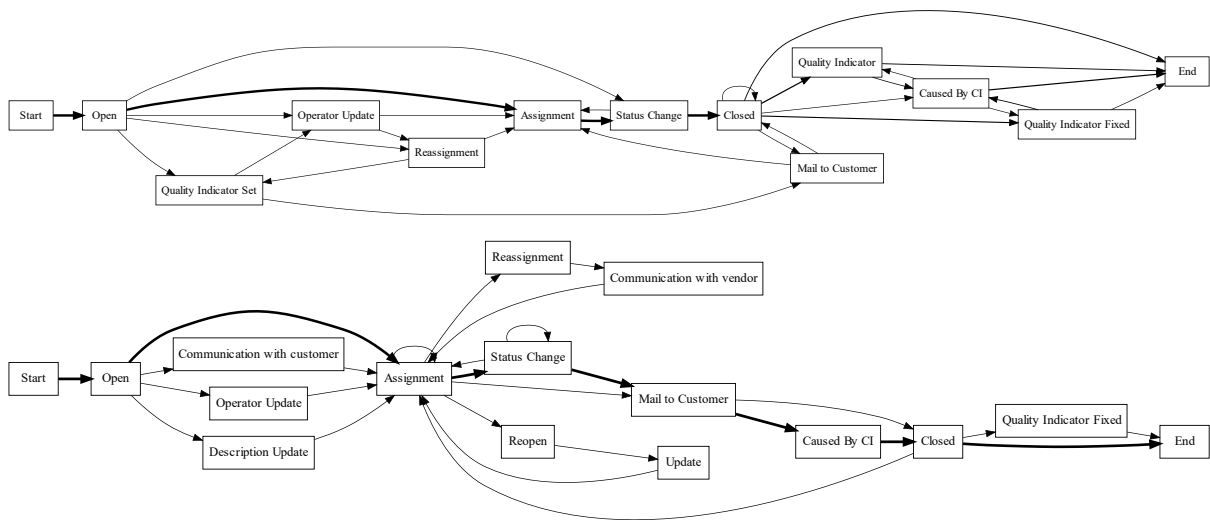 Start
Open
Operator Update
Reassignment
Quality Indicator Set
Assignment
Status Change
Closed
Quality Indicator
Caused By CI
Quality Indicator Fixed
Mail to Customer
End
Start
Open
Communication with customer
Operator Update
Description Update
Assignment
Reassignment
Communication with vendor
Status Change
Mail to Customer
Reopen
Update
Caused By CI
Closed
Quality Indicator Fixed
End